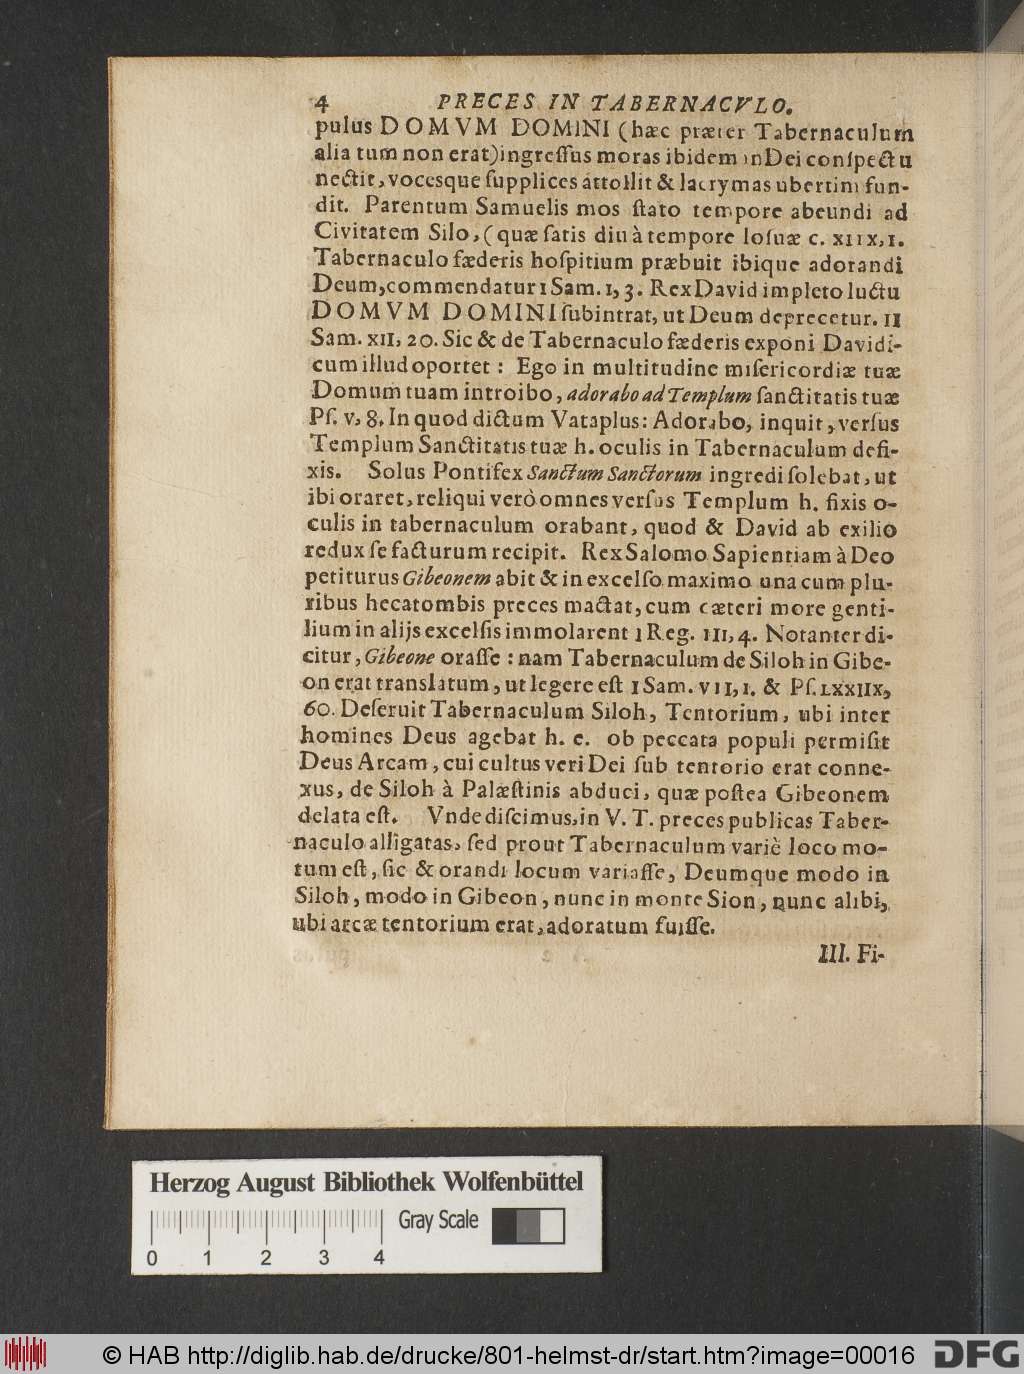 4 PRECES IN TABERNACVLO.
pulus DOMVM DOMINI (hæc præter Tabernaculum
alia tum non erat) ingreſſus moras ibidem in Dei conſpectu
nectit, vocesque ſupplices attollit & lacrymas ubertim fun-
dit. Parentum Samuelis mos ſtato tempore abeundi ad
Civitatem Silo, (quæ ſatis diu à tempore Ioſuæ c. XIIX, 1.
Tabernaculo fæderis hoſpitium præbuit ibique adorandi
Deum, commendatur 1 Sam. 1, 3. Rex David impleto luctu
DOMVM DOMINI ſubintrat, ut Deum deprecetur. II
Sam. XII, 20. Sic & de Tabernaculo fæderis exponi Davidi-
cum illud oportet: Ego in multitudine miſericordiæ tuæ
Domum tuam introibo, adorabo ad Templum ſanctitatis tuæ
Pſ. v, 8. In quod dictum Vataplus: Adorabo, inquit, verſus
Templum Sanctitatis tuæ h. oculis in Tabernaculum defi-
xis. Solus Pontifex Sanctum Sanctorum ingredi ſolebat, ut
ibi oraret, reliqui verò omnes verſus Templum h. fixis o-
culis in tabernaculum orabant, quod & David ab exilio
redux ſe facturum recipit. Rex Salomo Sapientiam à Deo
petiturus Gibeonem abit & in excelſo maximo una cum plu-
ribus hecatombis preces mactat, cum cæteri more genti-
lium in alijs excelſis immolarent 1 Reg. III, 4. Notanter di-
citur, Gibeone oraſſe: nam Tabernaculum de Siloh in Gibe-
on erat translatum, ut legere eſt 1 Sam. VII, 1. & Pſ. LXXIIX,
60. Deſeruit Tabernaculum Siloh, Tentorium, ubi inter
homines Deus agebat h. e. ob peccata populi permiſit
Deus Arcam, cui cultus veri Dei ſub tentorio erat conne-
xus, de Siloh à Palæſtinis abduci, quæ poſtea Gibeonem
delata eſt. Vnde diſcimus, in V. T. preces publicas Taber-
naculo alligatas, ſed prout Tabernaculum variè loco mo-
tum eſt, ſic & orandi locum variaſſe, Deumque modo in
Siloh, modo in Gibeon, nunc in monte Sion, nunc alibi,
ubi arcæ tentorium erat, adoratum fuiſſe.
III. Fi-
Herzog August Bibliothek Wolfenbüttel
Gray Scale
0 1 2 3 4
© HAB http://diglib.hab.de/drucke/801-helmst-dr/start.htm?image=00016 DFG